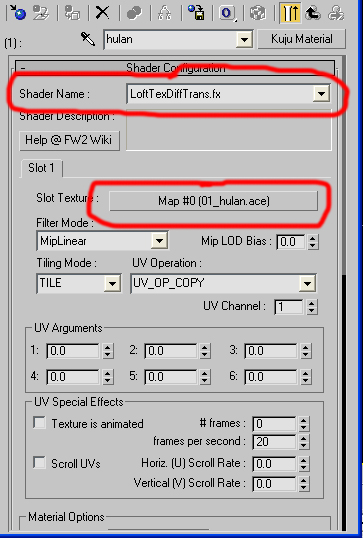 (1) :
hulan
Kuju Material
Shader Configuration
Shader Name :
LoftTexDiffTrans.fx
Shader Description :
Help @ FW2 Wiki
Slot 1
Slot Texture :
Map #0 (01_hulan.ace)
Filter Mode :
MipLinear
Mip LOD Bias : 0.0
Tiling Mode : UV Operation :
TILE UV_OP_COPY
UV Channel : 1
UV Arguments
1: 0.0 2: 0.0 3: 0.0
4: 0.0 5: 0.0 6: 0.0
UV Special Effects
Texture is animated # frames : 0
frames per second : 20
Scroll UVs Horiz. (U) Scroll Rate : 0.0
Vertical (V) Scroll Rate : 0.0
Material Options